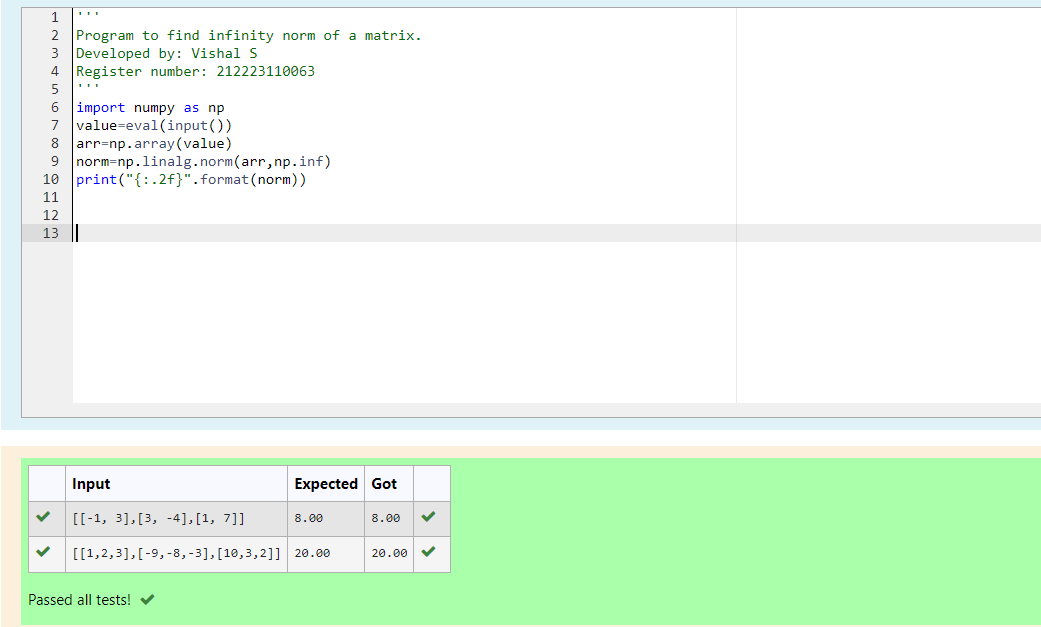 1 '''
2 Program to find infinity norm of a matrix.
3 Developed by: Vishal S
4 Register number: 212223110063
5 '''
6 import numpy as np
7 value=eval(input())
8 arr=np.array(value)
9 norm=np.linalg.norm(arr,np.inf)
10 print("{:.2f}".format(norm))
11
12
13
Input Expected Got
[[-1, 3],[3, -4],[1, 7]] 8.00 8.00
[[1,2,3],[-9,-8,-3],[10,3,2]] 20.00 20.00
Passed all tests!